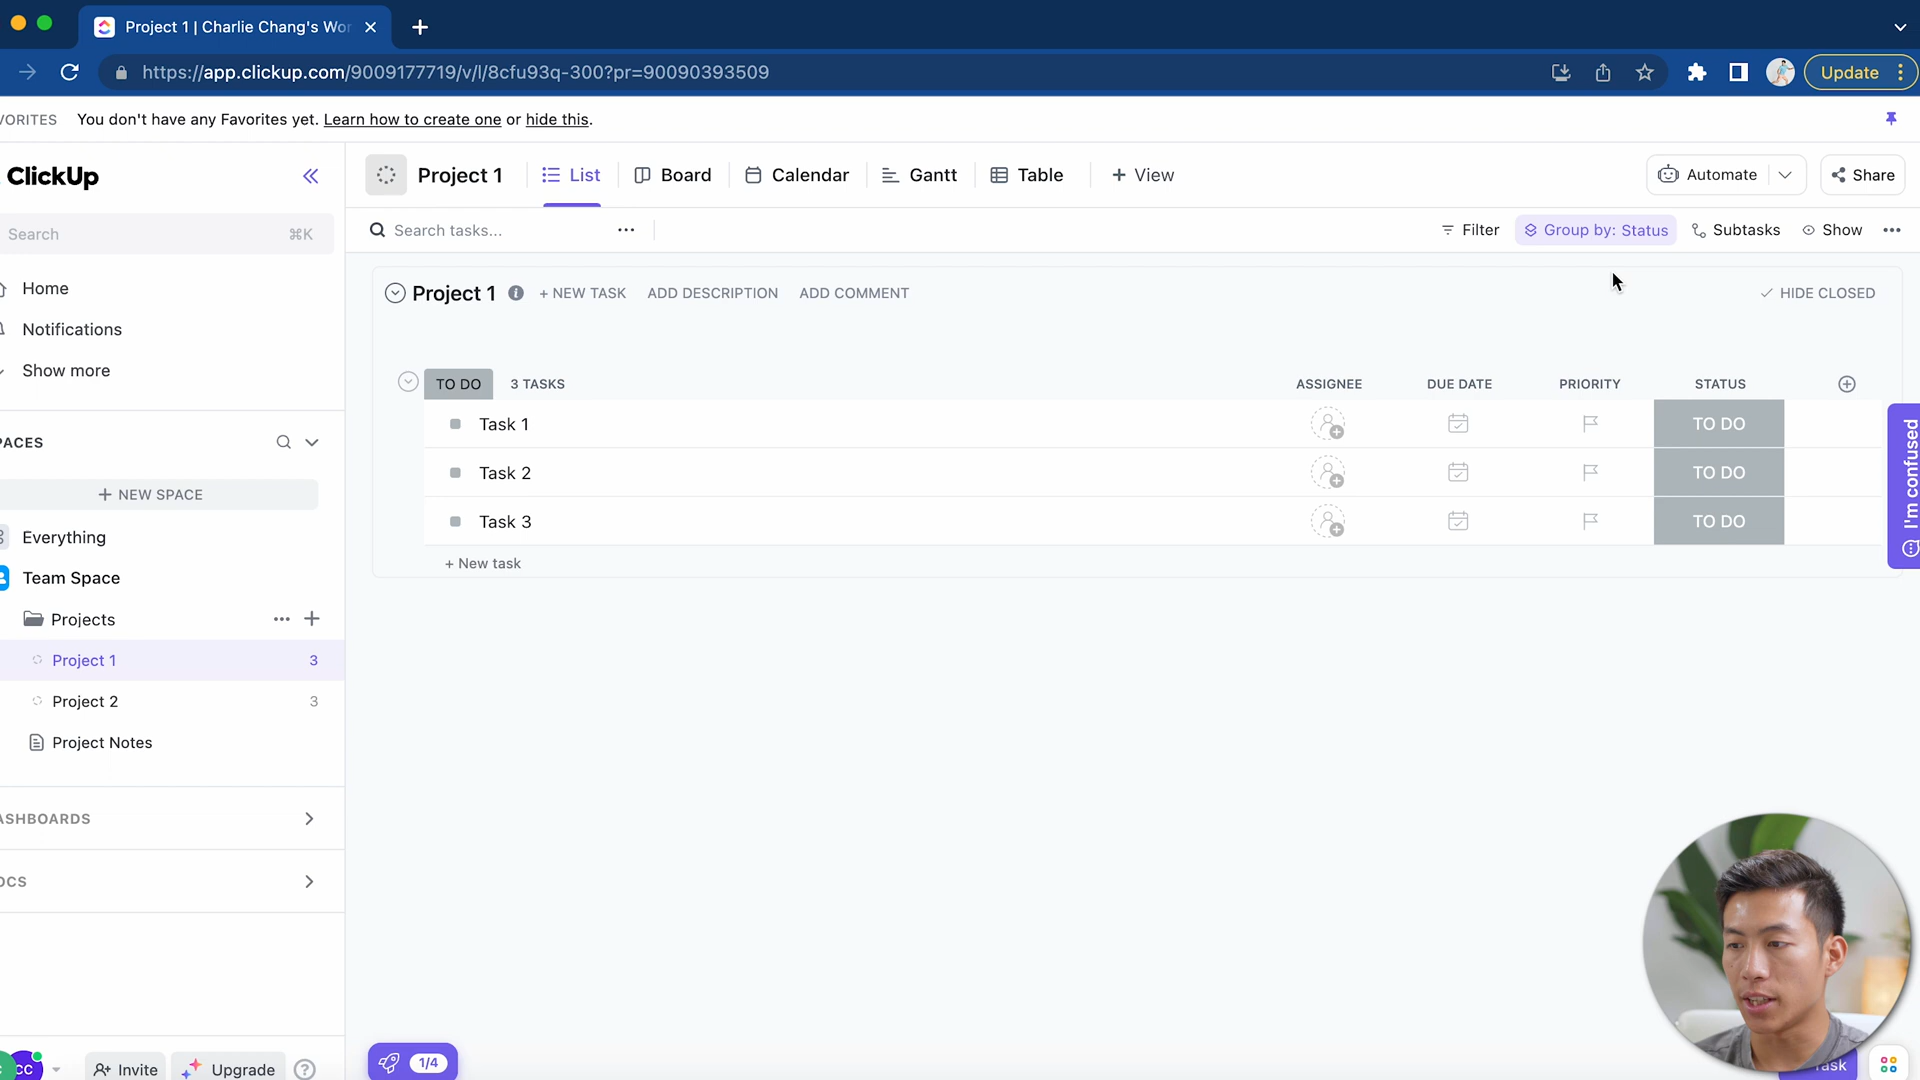 Project 1 | Charlie Chang's Wor
https://app.clickup.com/9009177719/v/l/8cfu93q-300?pr=90090393509
Update
VORITES You don't have any Favorites yet. Learn how to create one or hide this.
ClickUp
Project 1 List Board Calendar Gantt Table + View
Automate Share
Search ⌘K
Search tasks...
Filter Group by: Status Subtasks Show
Home
Notifications
Show more
Project 1 + NEW TASK ADD DESCRIPTION ADD COMMENT
HIDE CLOSED
TO DO 3 TASKS ASSIGNEE DUE DATE PRIORITY STATUS
Task 1 TO DO
Task 2 TO DO
Task 3 TO DO
+ New task
I'm confused
PACES
+ NEW SPACE
Everything
Team Space
Projects
Project 1 3
Project 2 3
Project Notes
ASHBOARDS
OCS
CC Invite Upgrade
1/4
Task